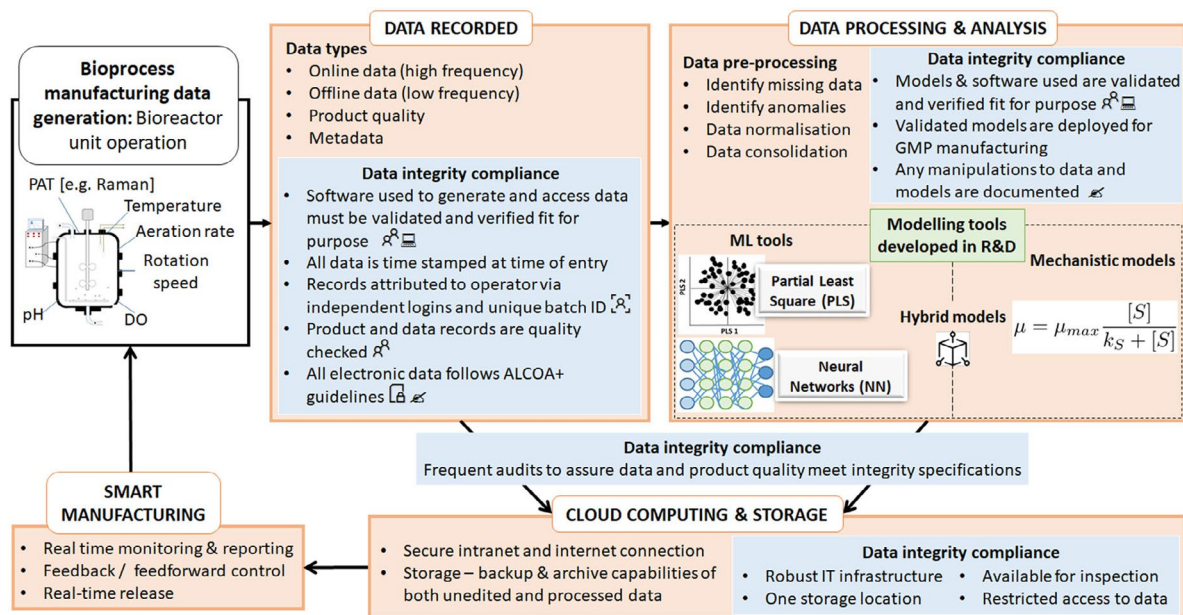 Bioprocess
manufacturing data
generation: Bioreactor
unit operation
PAT [e.g. Raman]
Temperature
Aeration rate
Rotation
speed
pH
DO
DATA RECORDED
Data types
• Online data (high frequency)
• Offline data (low frequency)
• Product quality
• Metadata
Data integrity compliance
• Software used to generate and access data
must be validated and verified fit for
purpose
• All data is time stamped at time of entry
• Records attributed to operator via
independent logins and unique batch ID
• Product and data records are quality
checked
• All electronic data follows ALCOA+
guidelines
DATA PROCESSING & ANALYSIS
Data pre-processing
• Identify missing data
• Identify anomalies
• Data normalisation
• Data consolidation
Data integrity compliance
• Models & software used are validated
and verified fit for purpose
• Validated models are deployed for
GMP manufacturing
• Any manipulations to data and
models are documented
Modelling tools
developed in R&D
ML tools
PLS 2
PLS 1
Partial Least
Square (PLS)
Neural
Networks (NN)
Hybrid models
Mechanistic models
μ = μmax [S] / kS + [S]
Data integrity compliance
Frequent audits to assure data and product quality meet integrity specifications
CLOUD COMPUTING & STORAGE
• Secure intranet and internet connection
• Storage – backup & archive capabilities of
both unedited and processed data
Data integrity compliance
• Robust IT infrastructure
• One storage location
• Available for inspection
• Restricted access to data
SMART
MANUFACTURING
• Real time monitoring & reporting
• Feedback / feedforward control
• Real-time release